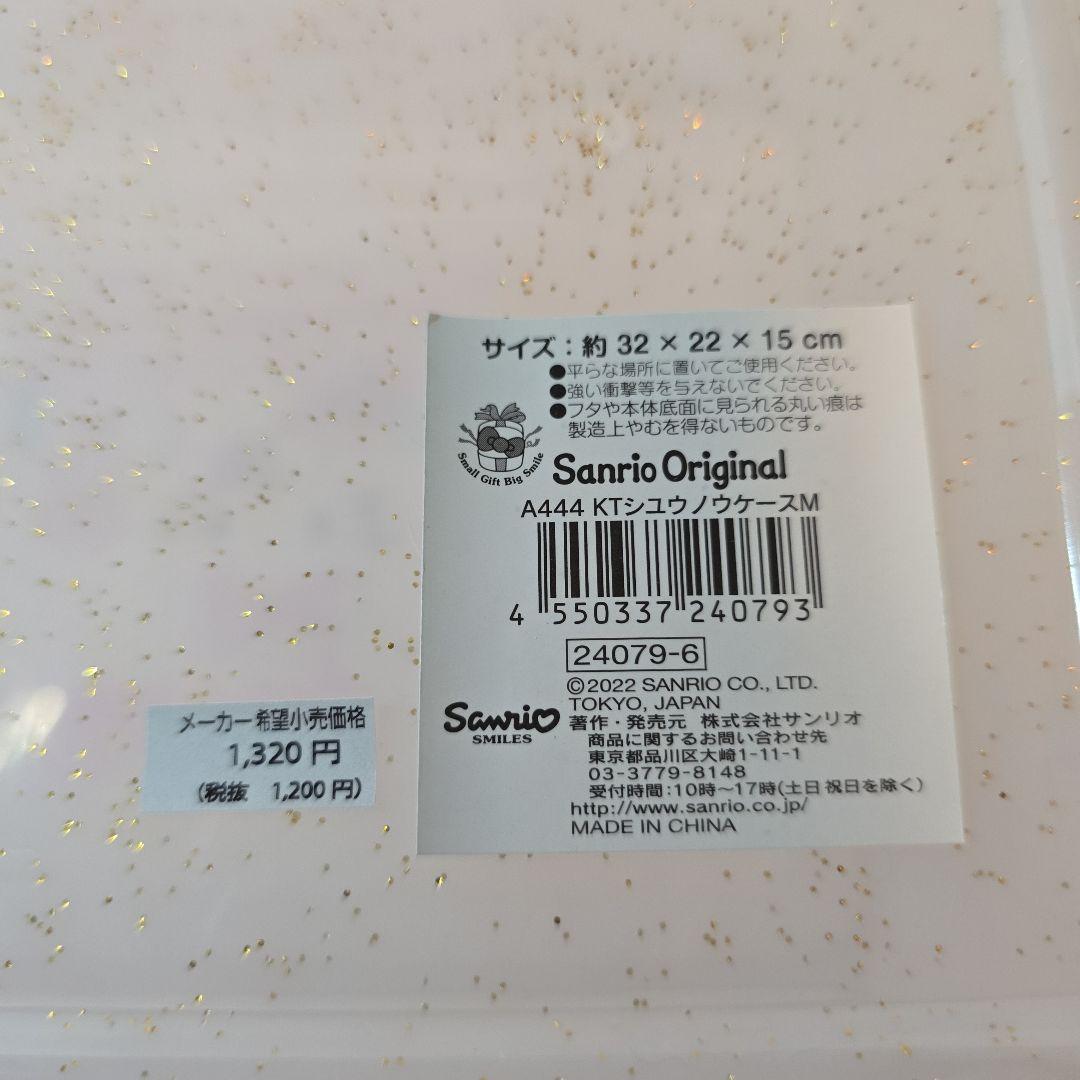 サイズ：約 32 × 22 × 15 cm
●平らな場所に置いてご使用ください。
●強い衝撃等を与えないでください。
●フタや本体底面に見られる丸い痕は
製造上やむを得ないものです。
Small Gift Big Smile
Sanrio Original
A444 KTシユウノウケースM
4 550337 240793
24079-6
©2022 SANRIO CO., LTD.
TOKYO, JAPAN
Sanrio
SMILES
著作・発売元 株式会社サンリオ
商品に関するお問い合わせ先
東京都品川区大崎1-11-1
03-3779-8148
受付時間：10時～17時(土日祝日を除く)
http://www.sanrio.co.jp/
MADE IN CHINA
メーカー希望小売価格
1,320 円
（税抜 1,200 円）